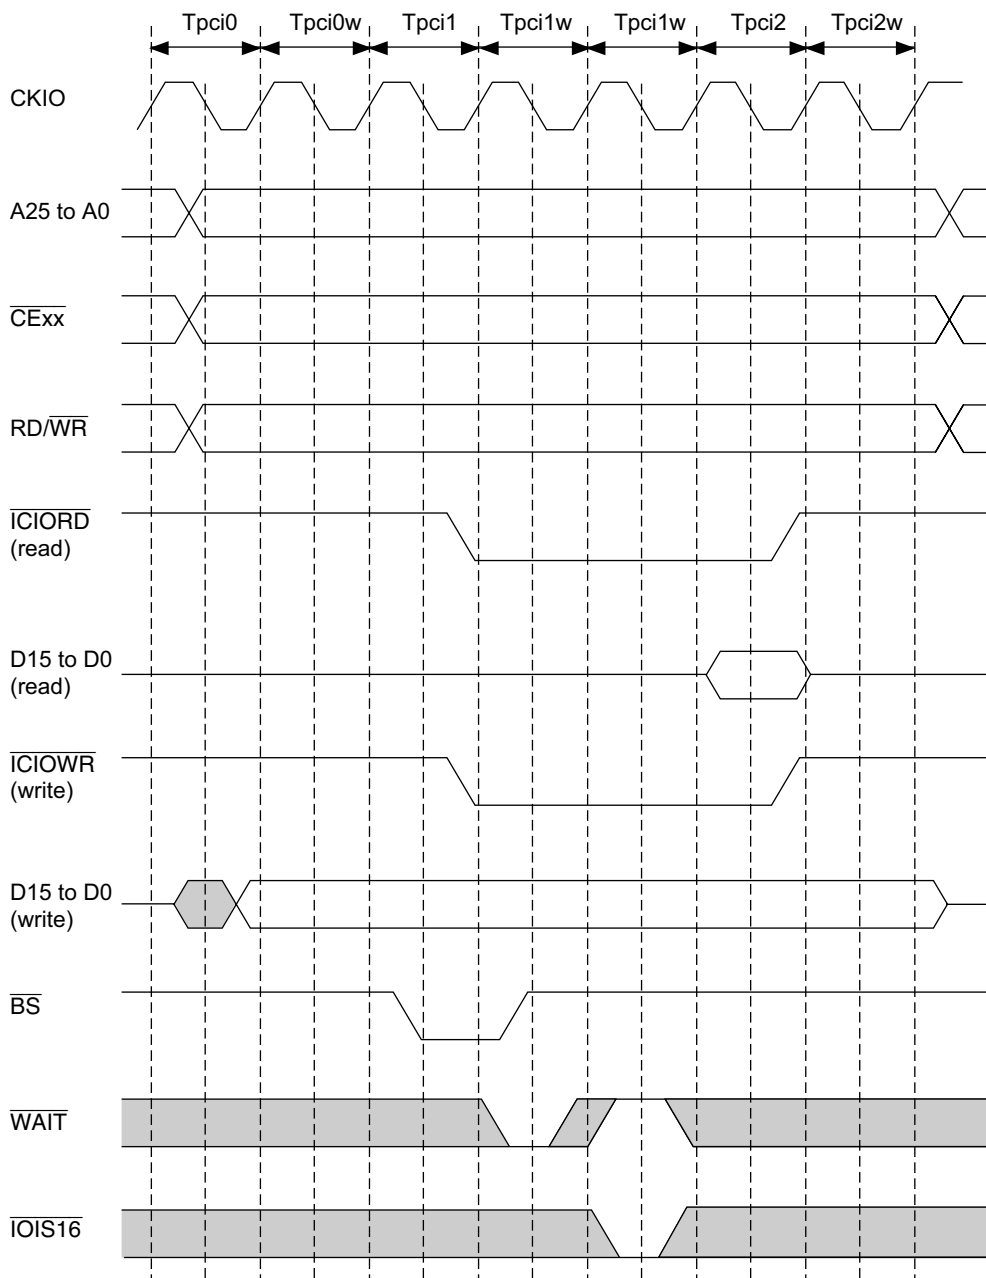 Tpci0 Tpci0w Tpci1 Tpci1w Tpci1w Tpci2 Tpci2w
CKIO
A25 to A0
CExx
RD/WR
ICIORD
(read)
D15 to D0
(read)
ICIOWR
(write)
D15 to D0
(write)
BS
WAIT
IOIS16